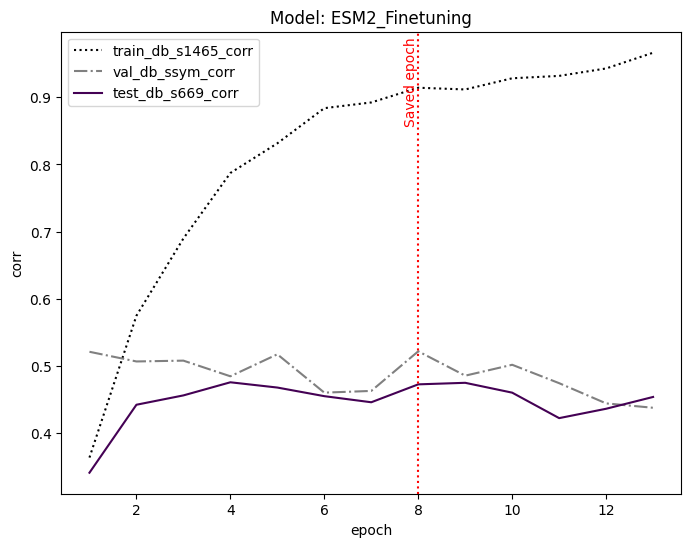 Model: ESM2_Finetuning
train_db_s1465_corr
val_db_ssym_corr
test_db_s669_corr
Saved epoch
corr
0.9
0.8
0.7
0.6
0.5
0.4
2 4 6 8 10 12
epoch